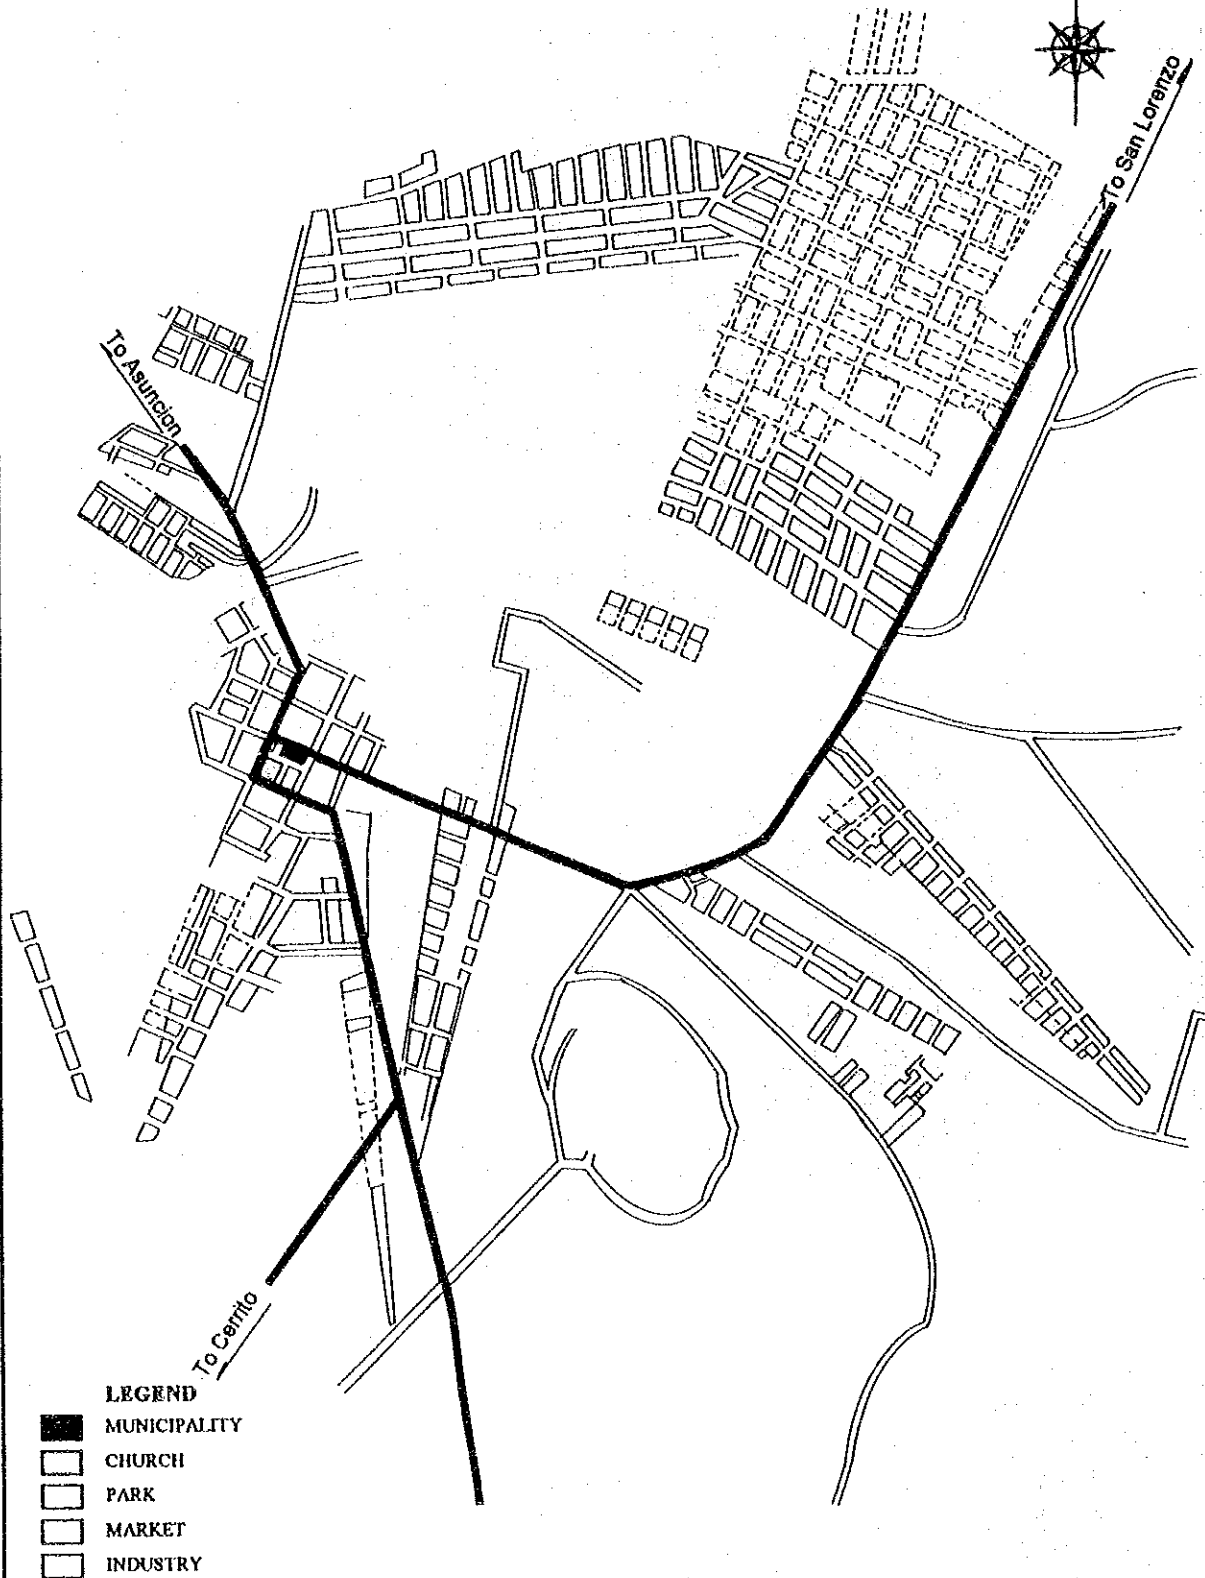 To San Lorenzo
To Asuncion
To Cerrito
LEGEND
MUNICIPALITY
CHURCH
PARK
MARKET
INDUSTRY